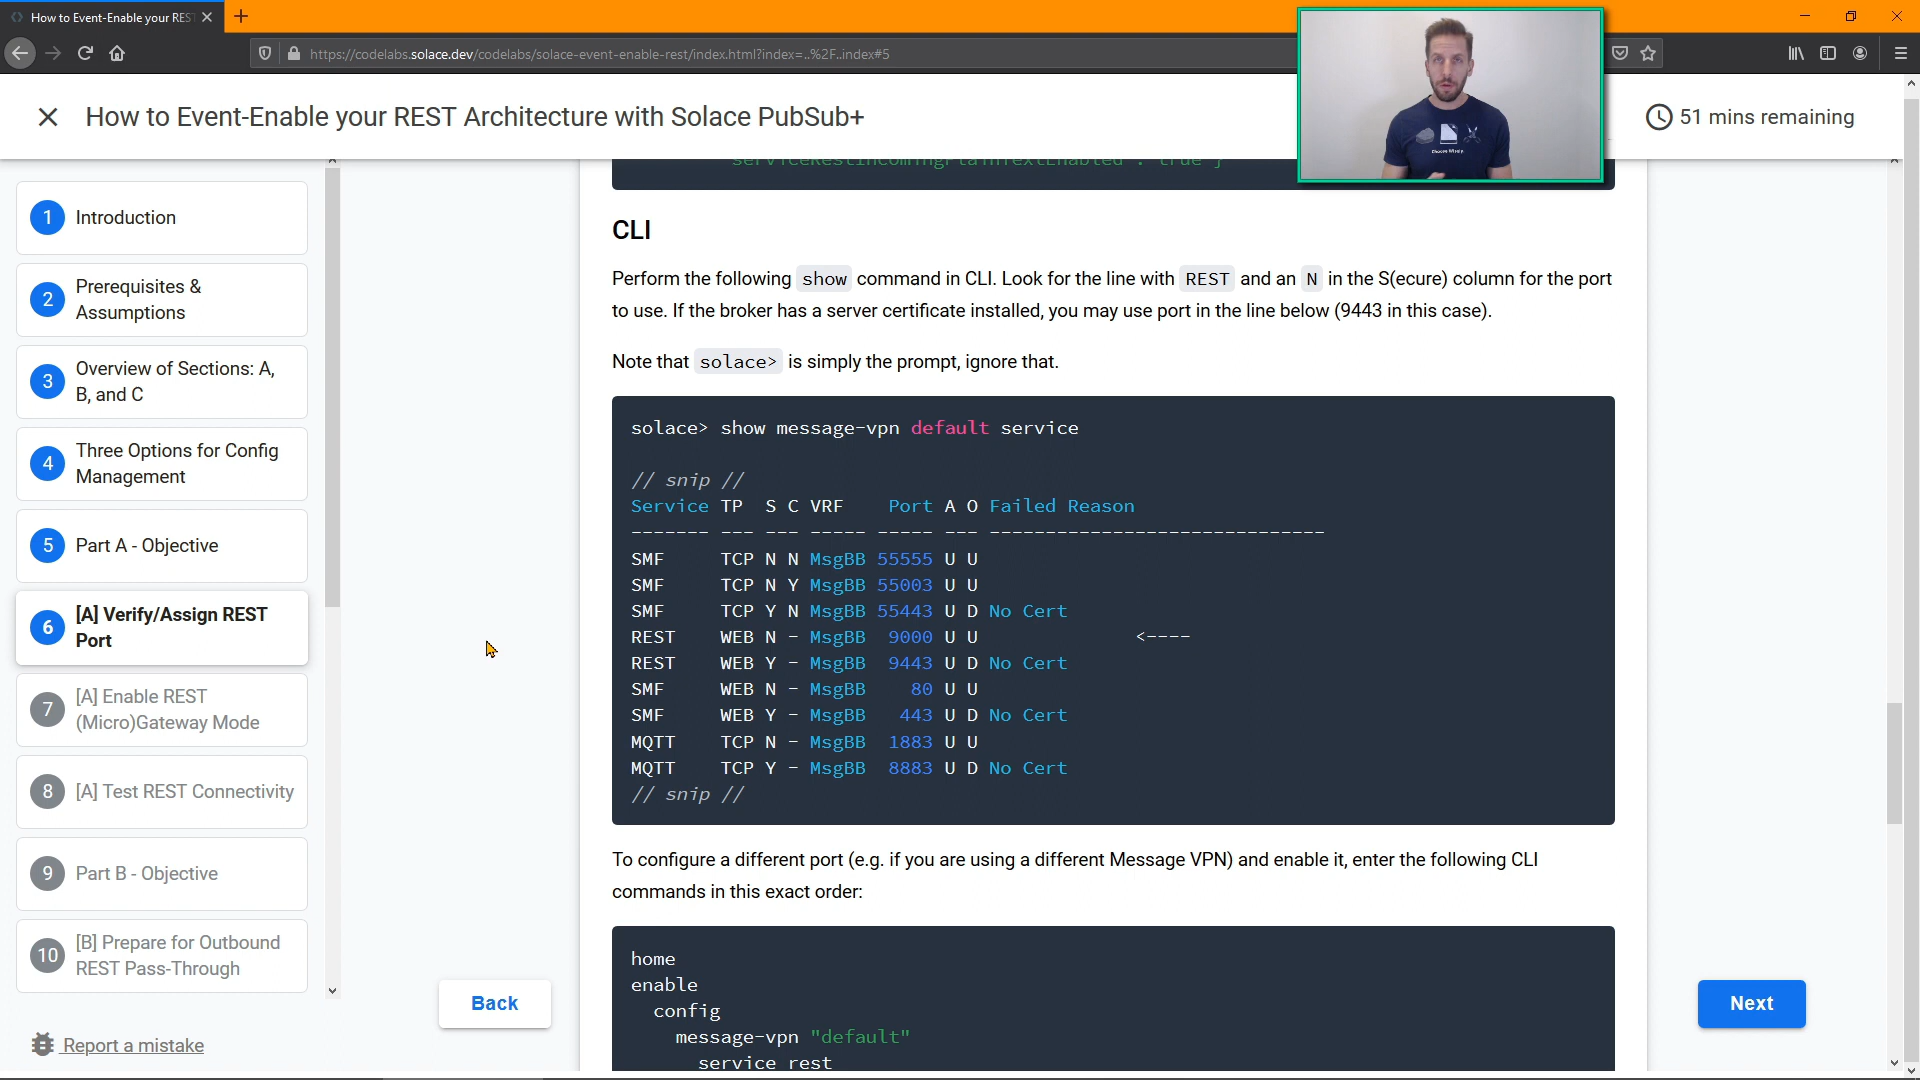 How to Event-Enable your RES
https://codelabs.solace.dev/codelabs/solace-event-enable-rest/index.html?index=..%2F..index#5
How to Event-Enable your REST Architecture with Solace PubSub+
51 mins remaining
1 Introduction
2 Prerequisites &
Assumptions
3 Overview of Sections: A,
B, and C
4 Three Options for Config
Management
5 Part A - Objective
6 [A] Verify/Assign REST
Port
7 [A] Enable REST
(Micro)Gateway Mode
8 [A] Test REST Connectivity
9 Part B - Objective
10 [B] Prepare for Outbound
REST Pass-Through
Report a mistake
"serviceRestIncomingPlainTextEnabled": true }'
CLI
Perform the following show command in CLI. Look for the line with REST and an N in the S(ecure) column for the port
to use. If the broker has a server certificate installed, you may use port in the line below (9443 in this case).
Note that solace> is simply the prompt, ignore that.
solace> show message-vpn default service
// snip //
Service TP  S C VRF    Port A O Failed Reason
------- --- --- ----- ----- --- ------------------------------
SMF     TCP N N MsgBB 55555 U U
SMF     TCP N Y MsgBB 55003 U U
SMF     TCP Y N MsgBB 55443 U D No Cert
REST    WEB N - MsgBB  9000 U U              <----
REST    WEB Y - MsgBB  9443 U D No Cert
SMF     WEB N - MsgBB    80 U U
SMF     WEB Y - MsgBB   443 U D No Cert
MQTT    TCP N - MsgBB  1883 U U
MQTT    TCP Y - MsgBB  8883 U D No Cert
// snip //
To configure a different port (e.g. if you are using a different Message VPN) and enable it, enter the following CLI
commands in this exact order:
home
enable
config
message-vpn "default"
service rest
Back
Next